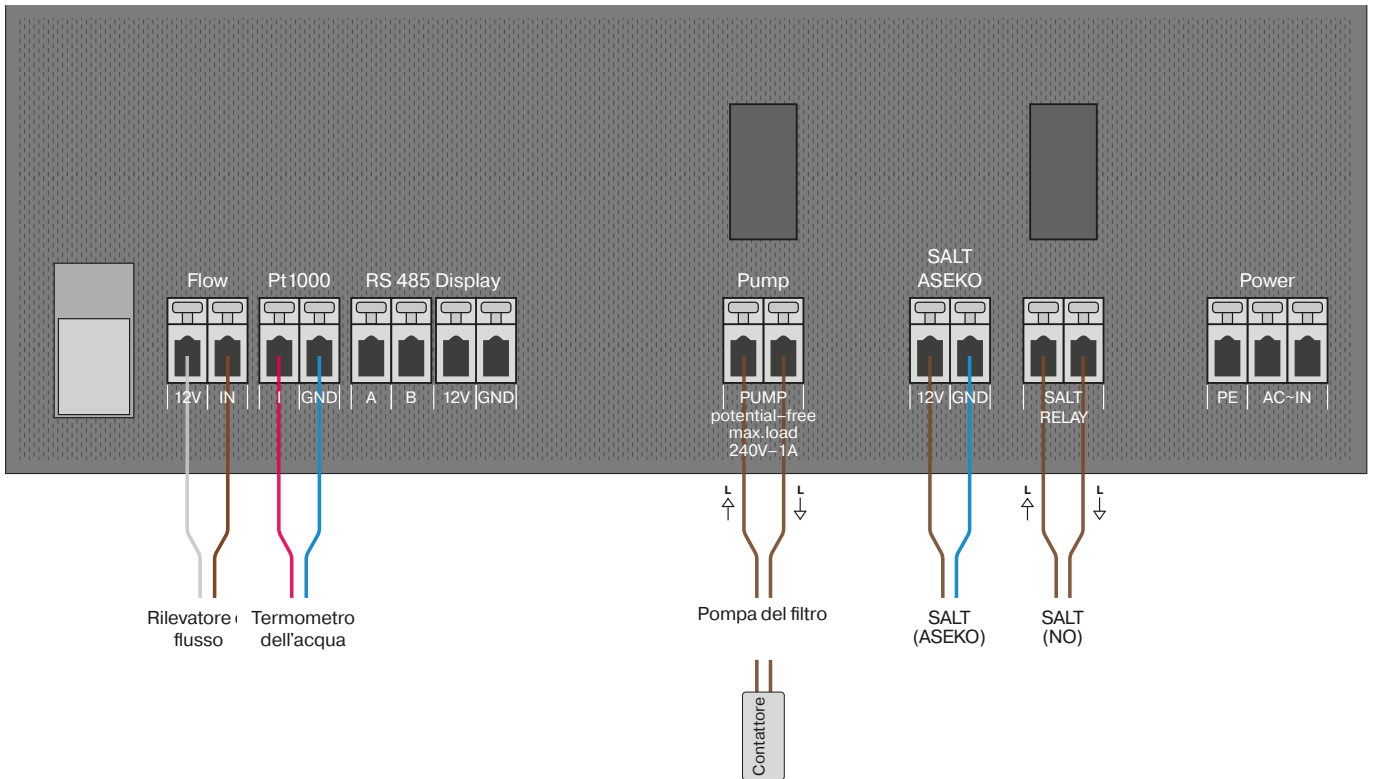 SALT
Flow Pt1000 RS 485 Display Pump ASEKO Power
12V IN I GND A B 12V GND PUMP 12V GND SALT PE AC~IN
potential-free RELAY
max.load
240V-1A
L L L L
Rilevatore Termometro Pompa del filtro SALT SALT
flusso dell'acqua (ASEKO) (NO)
Contattore